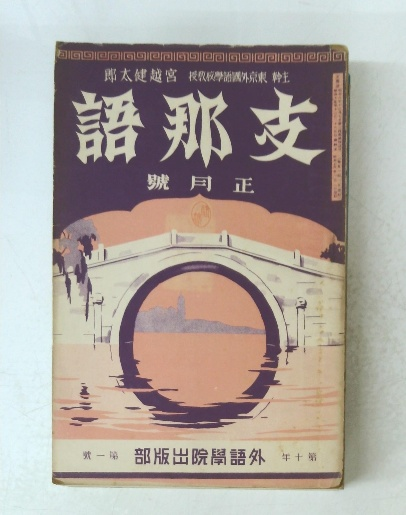 主幹 東京外國語學校教授 宮越健太郎
支那語
正月號
第十年 外語學院出版部 第一號